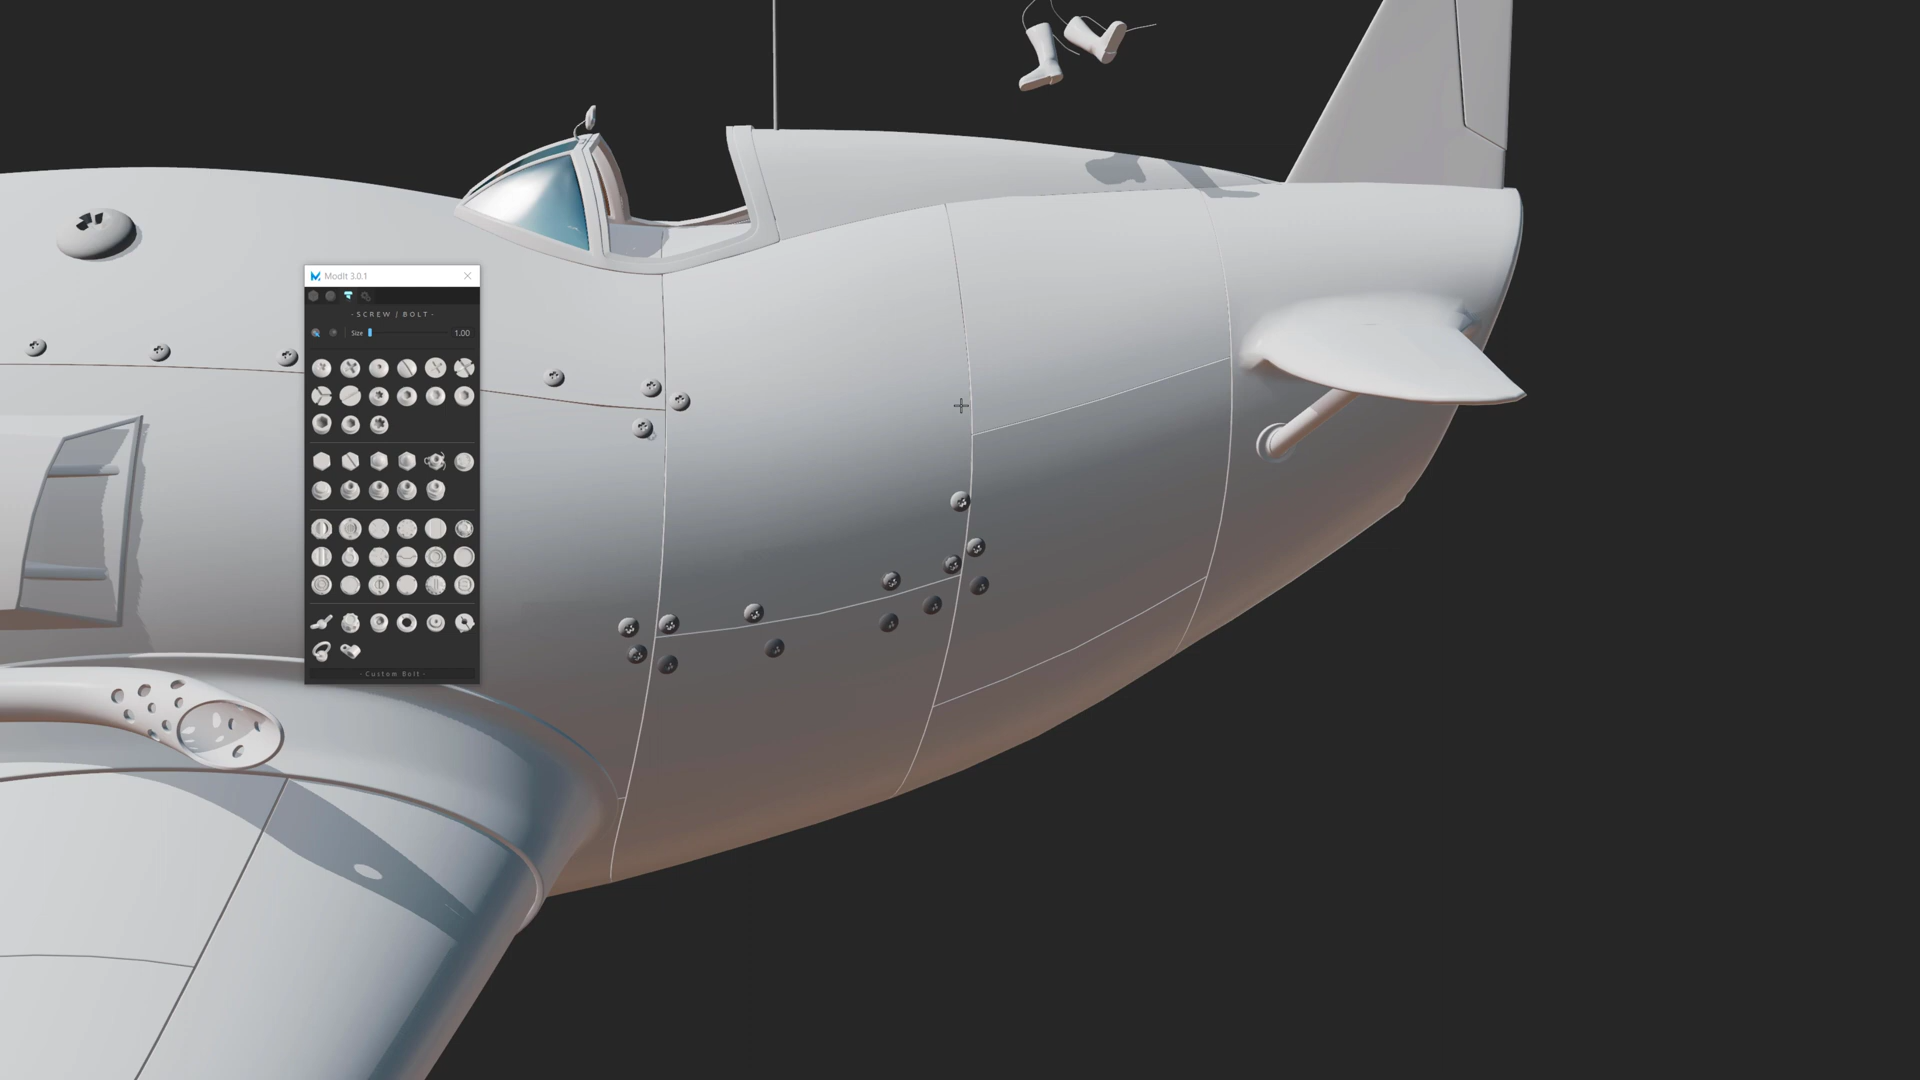 ModIt 3.0.1
- SCREW / BOLT -
Size 1.00
- Custom Bolt -